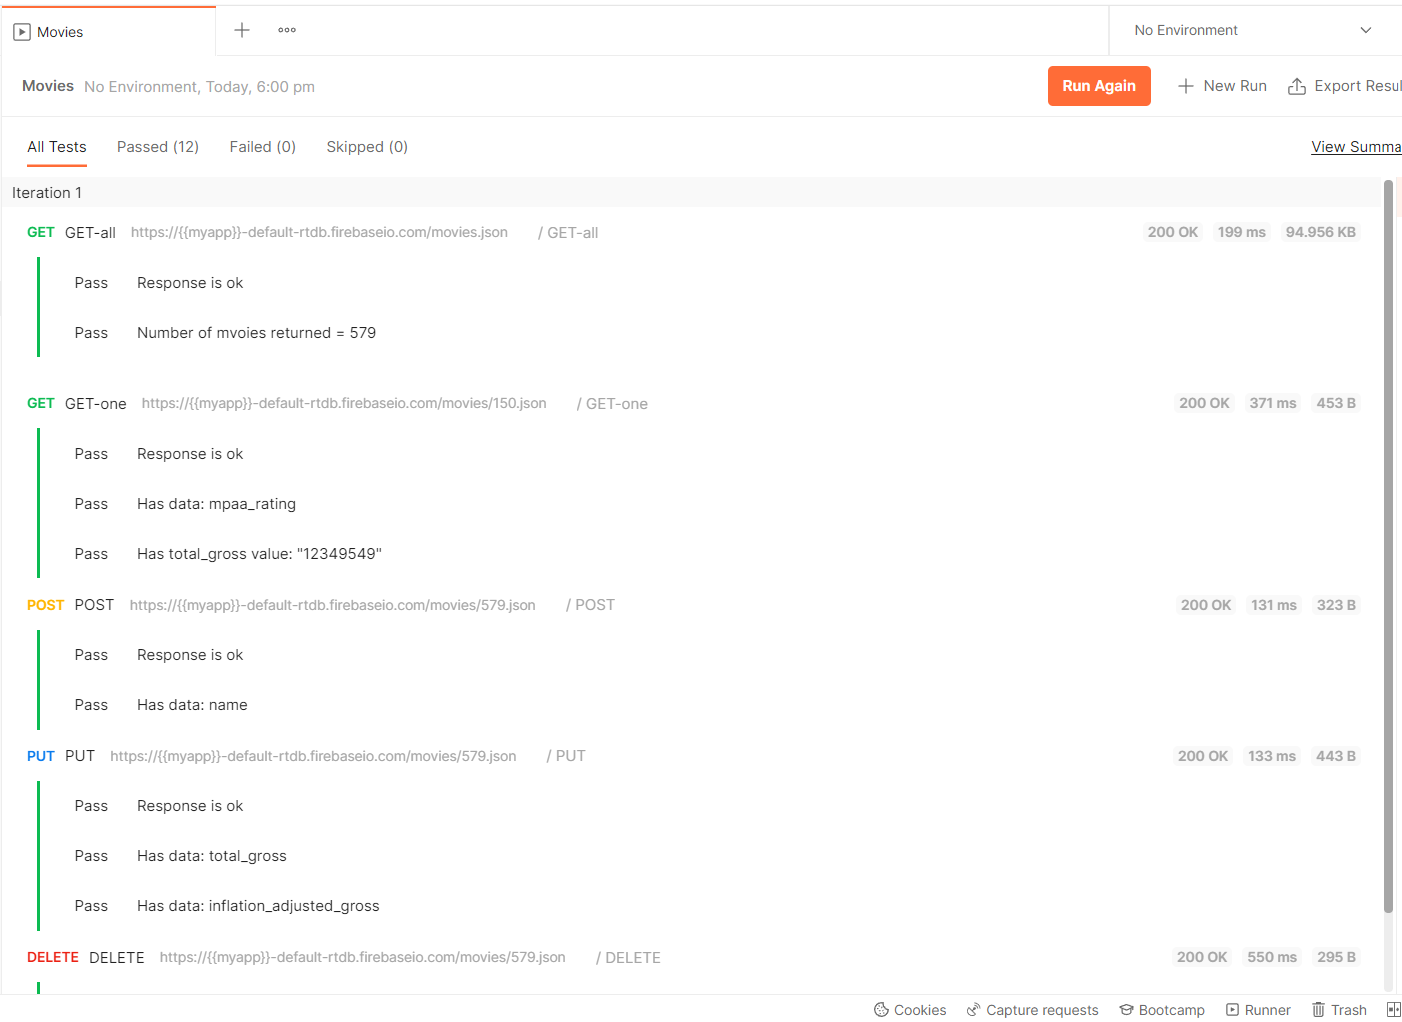 Movies
No Environment
Movies No Environment, Today, 6:00 pm Run Again New Run Export Resul
All Tests Passed (12) Failed (0) Skipped (0) View Summa
Iteration 1
GET GET-all https://{{myapp}}-default-rtdb.firebaseio.com/movies.json / GET-all 200 OK 199 ms 94.956 KB
Pass Response is ok
Pass Number of mvoies returned = 579
GET GET-one https://{{myapp}}-default-rtdb.firebaseio.com/movies/150.json / GET-one 200 OK 371 ms 453 B
Pass Response is ok
Pass Has data: mpaa_rating
Pass Has total_gross value: "12349549"
POST POST https://{{myapp}}-default-rtdb.firebaseio.com/movies/579.json / POST 200 OK 131 ms 323 B
Pass Response is ok
Pass Has data: name
PUT PUT https://{{myapp}}-default-rtdb.firebaseio.com/movies/579.json / PUT 200 OK 133 ms 443 B
Pass Response is ok
Pass Has data: total_gross
Pass Has data: inflation_adjusted_gross
DELETE DELETE https://{{myapp}}-default-rtdb.firebaseio.com/movies/579.json / DELETE 200 OK 550 ms 295 B
Cookies Capture requests Bootcamp Runner Trash